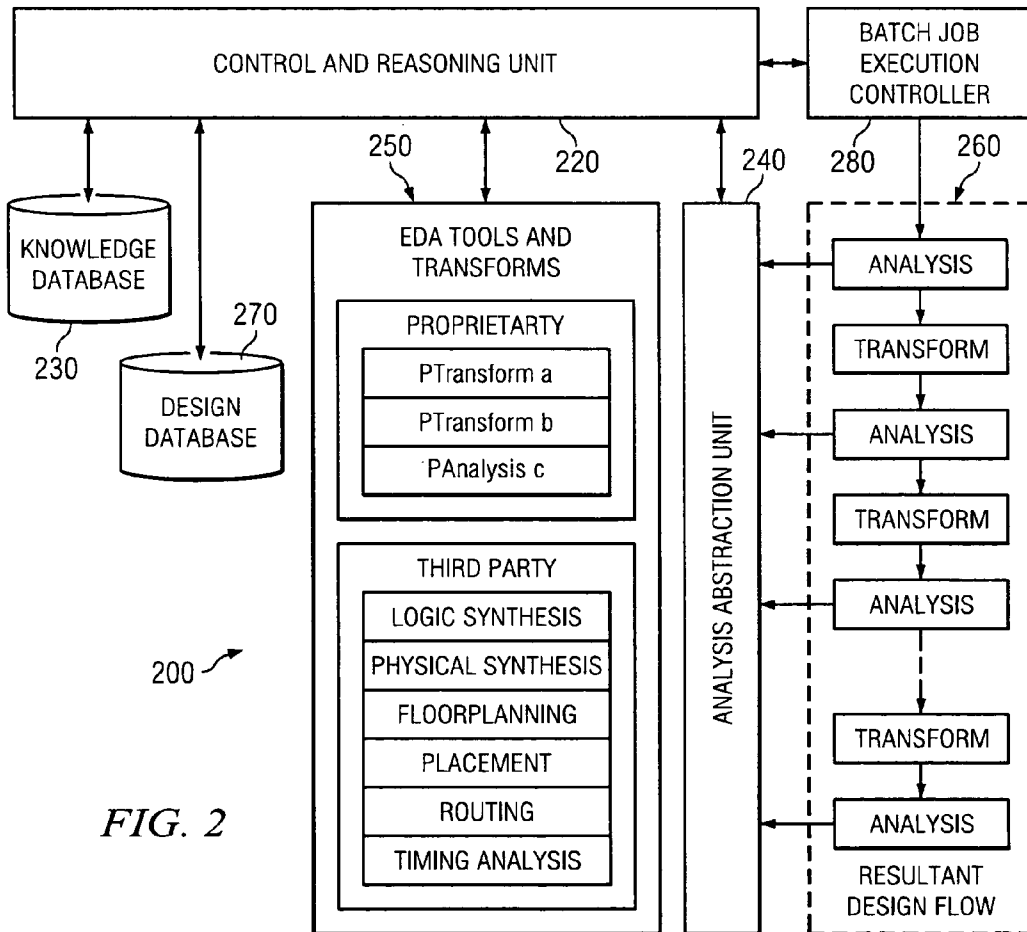 CONTROL AND REASONING UNIT
BATCH JOB
EXECUTION
CONTROLLER
250
220
240
280
260
KNOWLEDGE
DATABASE
230
270
DESIGN
DATABASE
EDA TOOLS AND
TRANSFORMS
PROPRIETARTY
PTransform a
PTransform b
PAnalysis c
THIRD PARTY
LOGIC SYNTHESIS
PHYSICAL SYNTHESIS
FLOORPLANNING
PLACEMENT
ROUTING
TIMING ANALYSIS
ANALYSIS ABSTRACTION UNIT
ANALYSIS
TRANSFORM
ANALYSIS
TRANSFORM
ANALYSIS
TRANSFORM
ANALYSIS
RESULTANT
DESIGN FLOW
200
FIG. 2